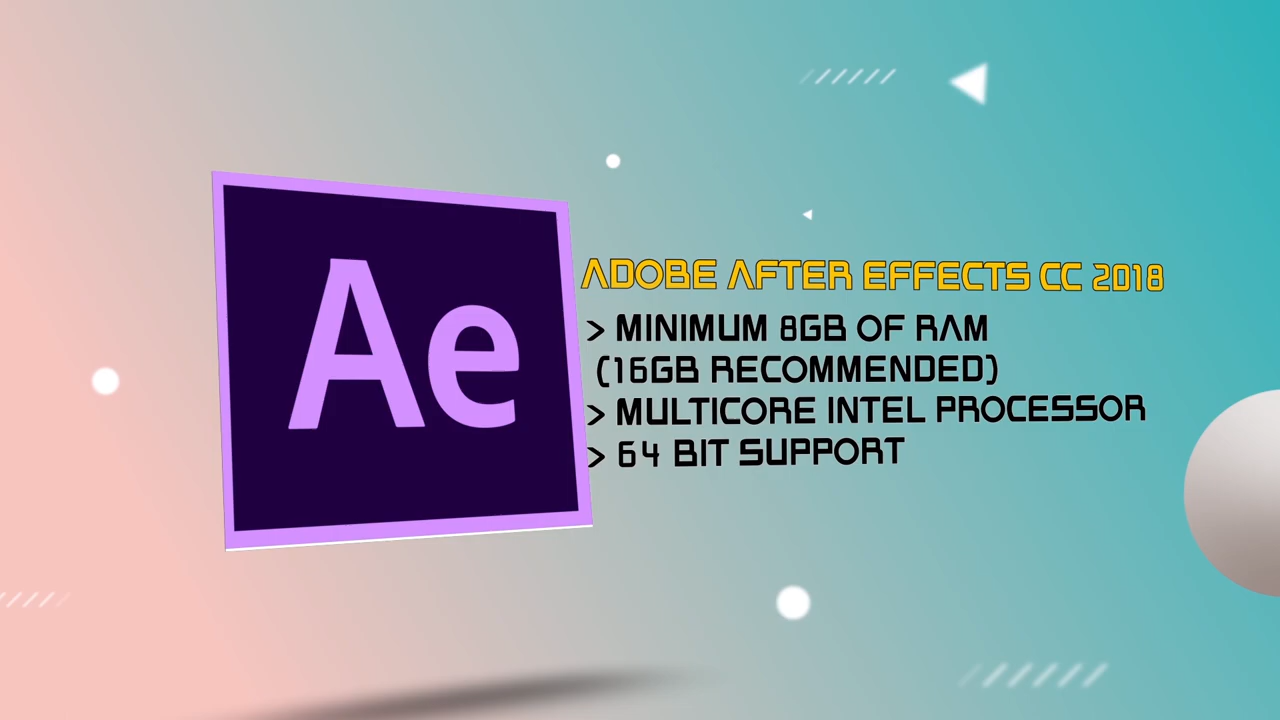 Ae
ADOBE AFTER EFFECTS CC 2018
> MINIMUM 8GB OF RAM
(16GB RECOMMENDED)
> MULTICORE INTEL PROCESSOR
> 64 BIT SUPPORT